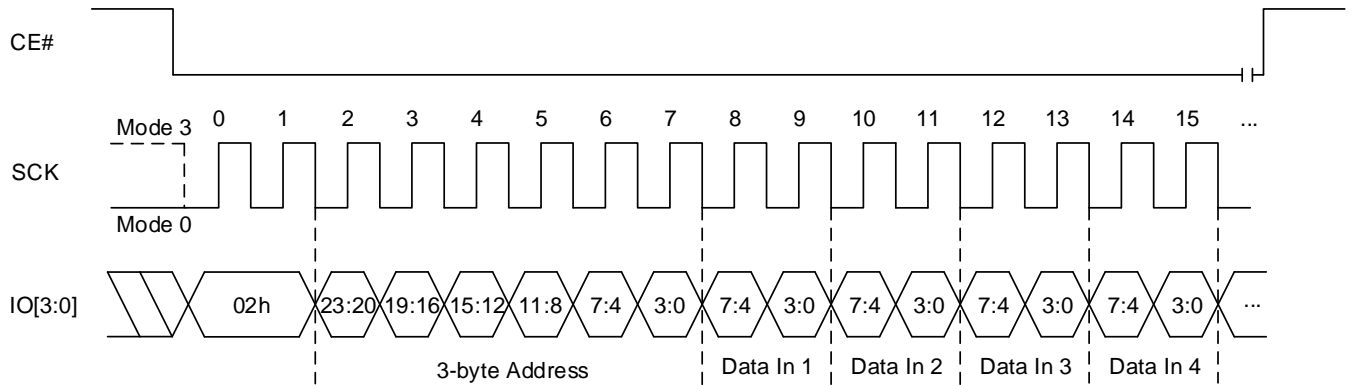 CE#
Mode 3 0 1 2 3 4 5 6 7 8 9 10 11 12 13 14 15 ...
SCK
Mode 0
IO[3:0] 02h 23:20 19:16 15:12 11:8 7:4 3:0 7:4 3:0 7:4 3:0 7:4 3:0 7:4 3:0 ...
3-byte Address Data In 1 Data In 2 Data In 3 Data In 4